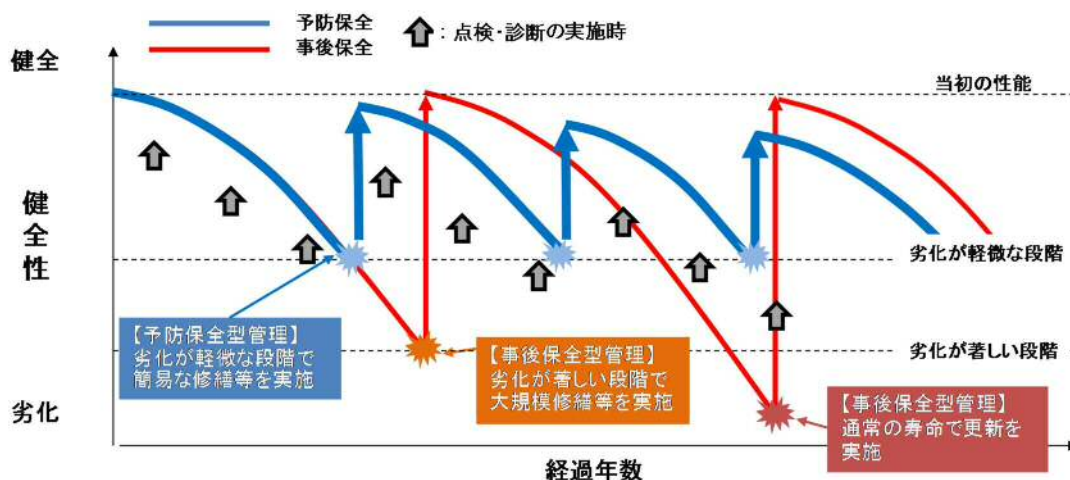 予防保全
事後保全
：点検・診断の実施時
健全
当初の性能
健全性
劣化が軽微な段階
【予防保全型管理】
劣化が軽微な段階で
簡易な修繕等を実施
【事後保全型管理】
劣化が著しい段階で
大規模修繕等を実施
劣化が著しい段階
劣化
【事後保全型管理】
通常の寿命で更新を
実施
経過年数